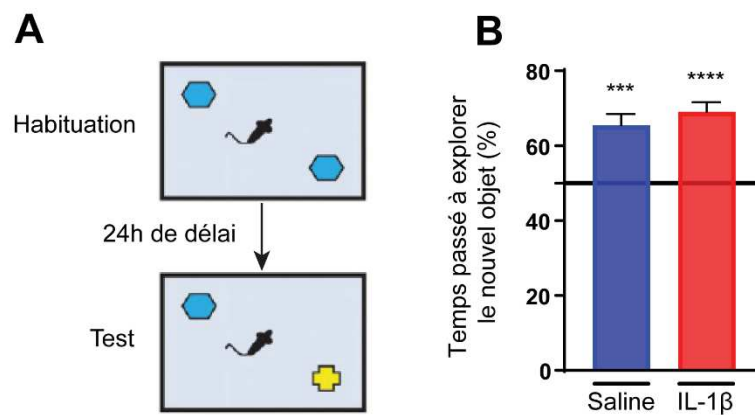 A
Habituation
24h de délai
Test
B
Temps passé à explorer
le nouvel objet (%)
80
60
40
20
0
***
****
Saline
IL-1β